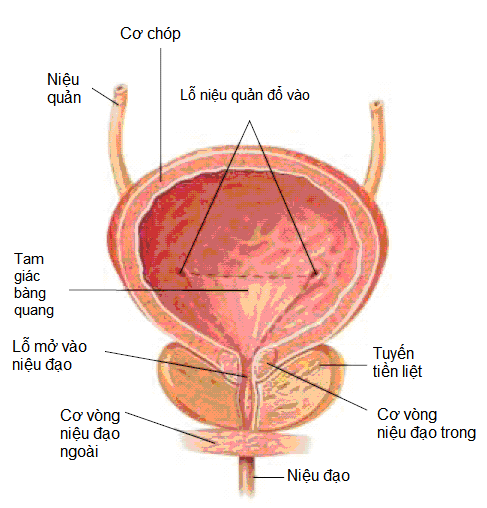 Cơ chóp
Niệu
quản
Lỗ niệu quản đổ vào
Tam
giác
bàng
quang
Lỗ mở vào
niệu đạo
Tuyến
tiền liệt
Cơ vòng
niệu đạo
ngoài
Cơ vòng
niệu đạo trong
Niệu đạo